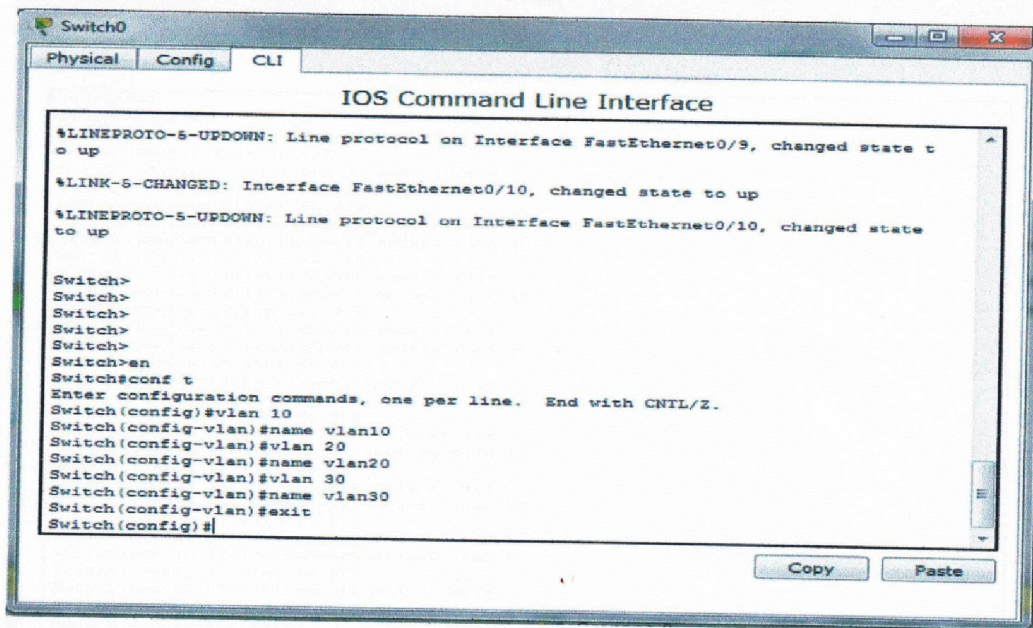 Switch0
Physical Config CLI
IOS Command Line Interface
%LINEPROTO-5-UPDOWN: Line protocol on Interface FastEthernet0/9, changed state t
o up
%LINK-5-CHANGED: Interface FastEthernet0/10, changed state to up
%LINEPROTO-5-UPDOWN: Line protocol on Interface FastEthernet0/10, changed state
to up
Switch>
Switch>
Switch>
Switch>
Switch>
Switch>en
Switch#conf t
Enter configuration commands, one per line. End with CNTL/Z.
Switch(config)#vlan 10
Switch(config-vlan)#name vlan10
Switch(config-vlan)#vlan 20
Switch(config-vlan)#name vlan20
Switch(config-vlan)#vlan 30
Switch(config-vlan)#name vlan30
Switch(config-vlan)#exit
Switch(config)#
Copy Paste